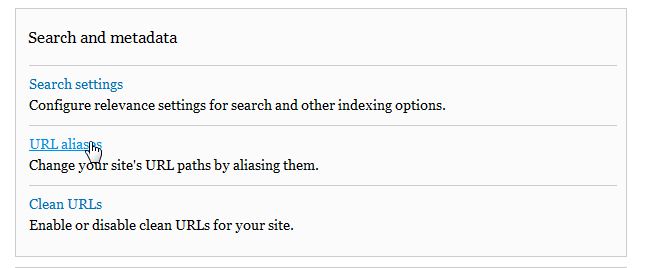 Search and metadata
Search settings
Configure relevance settings for search and other indexing options.
URL aliases
Change your site's URL paths by aliasing them.
Clean URLs
Enable or disable clean URLs for your site.